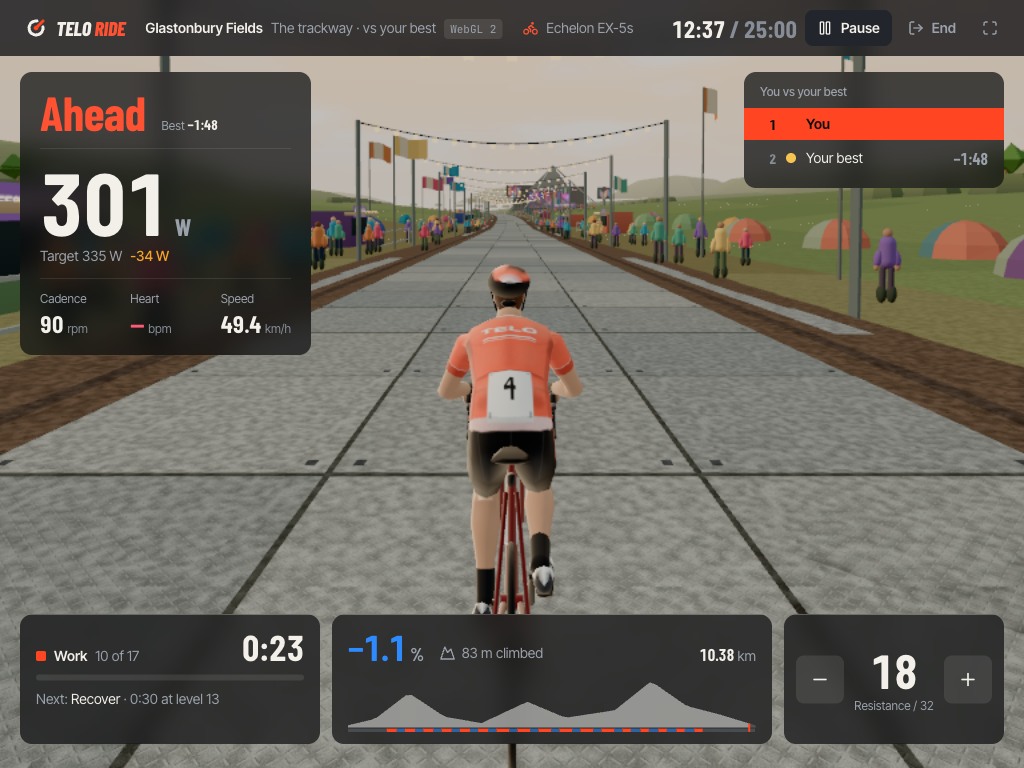 TELO RIDE Glastonbury Fields The trackway · vs your best WebGL 2 Echelon EX-5s 12:37 / 25:00 Pause End
Ahead Best −1:48
301 W
Target 335 W -34 W
Cadence Heart Speed
90 rpm — bpm 49.4 km/h
You vs your best
1 You
2 Your best −1:48
TELO
4
Work 10 of 17 0:23
Next: Recover · 0:30 at level 13
−1.1 % 83 m climbed 10.38 km
− 18 +
Resistance / 32